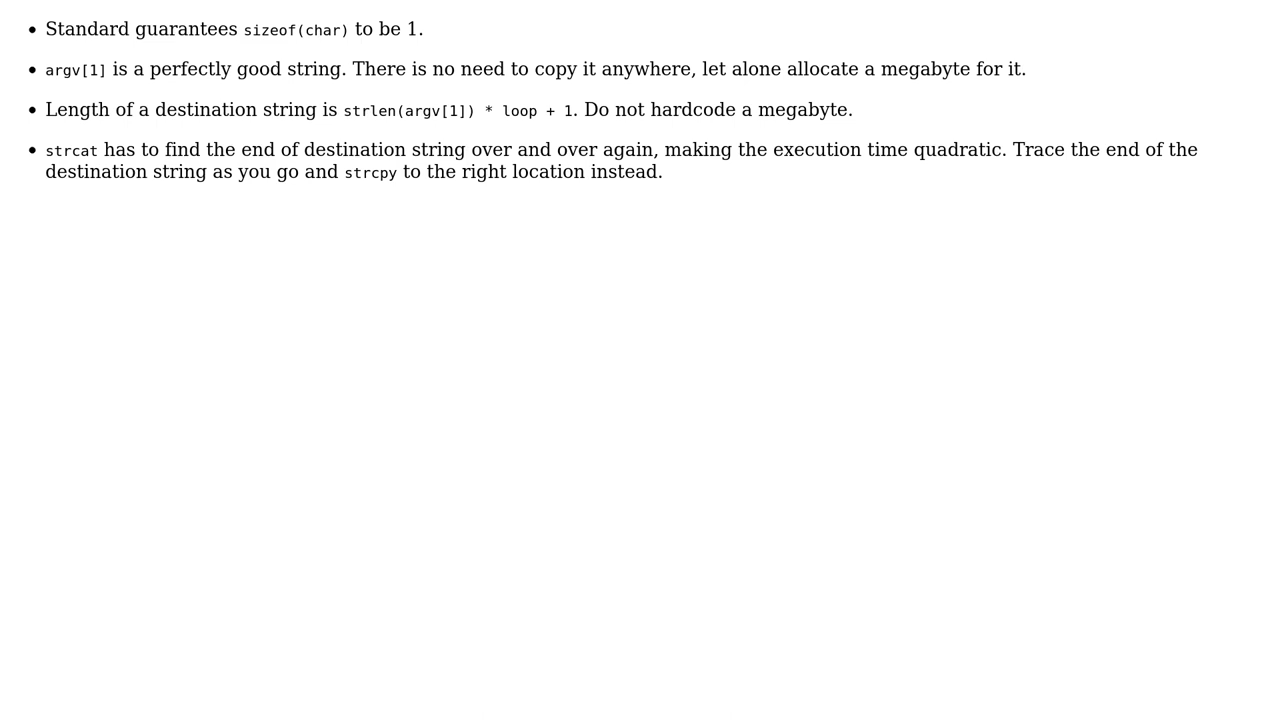 • Standard guarantees sizeof(char) to be 1.
• argv[1] is a perfectly good string. There is no need to copy it anywhere, let alone allocate a megabyte for it.
• Length of a destination string is strlen(argv[1]) * loop + 1. Do not hardcode a megabyte.
• strcat has to find the end of destination string over and over again, making the execution time quadratic. Trace the end of the
destination string as you go and strcpy to the right location instead.